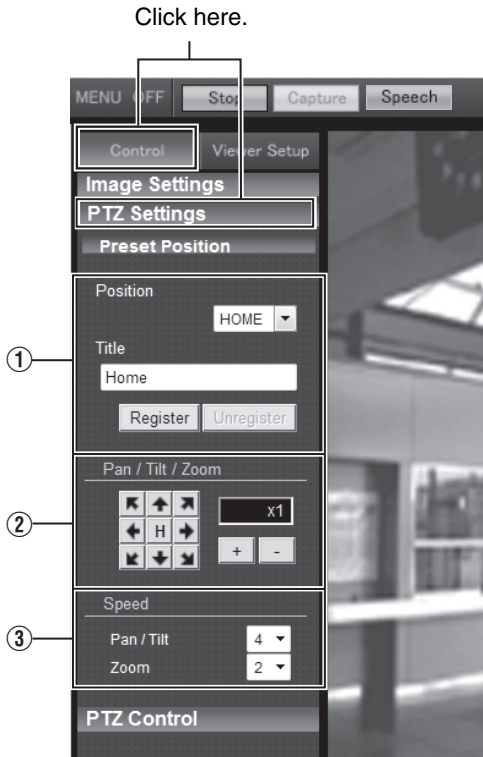 Click here.
MENU OFF Stop Capture Speech
Control Viewer Setup
Image Settings
PTZ Settings
Preset Position
Position
HOME
① Title
Home
Register Unregister
Pan / Tilt / Zoom
② H x1
+ -
Speed
③ Pan / Tilt 4
Zoom 2
PTZ Control